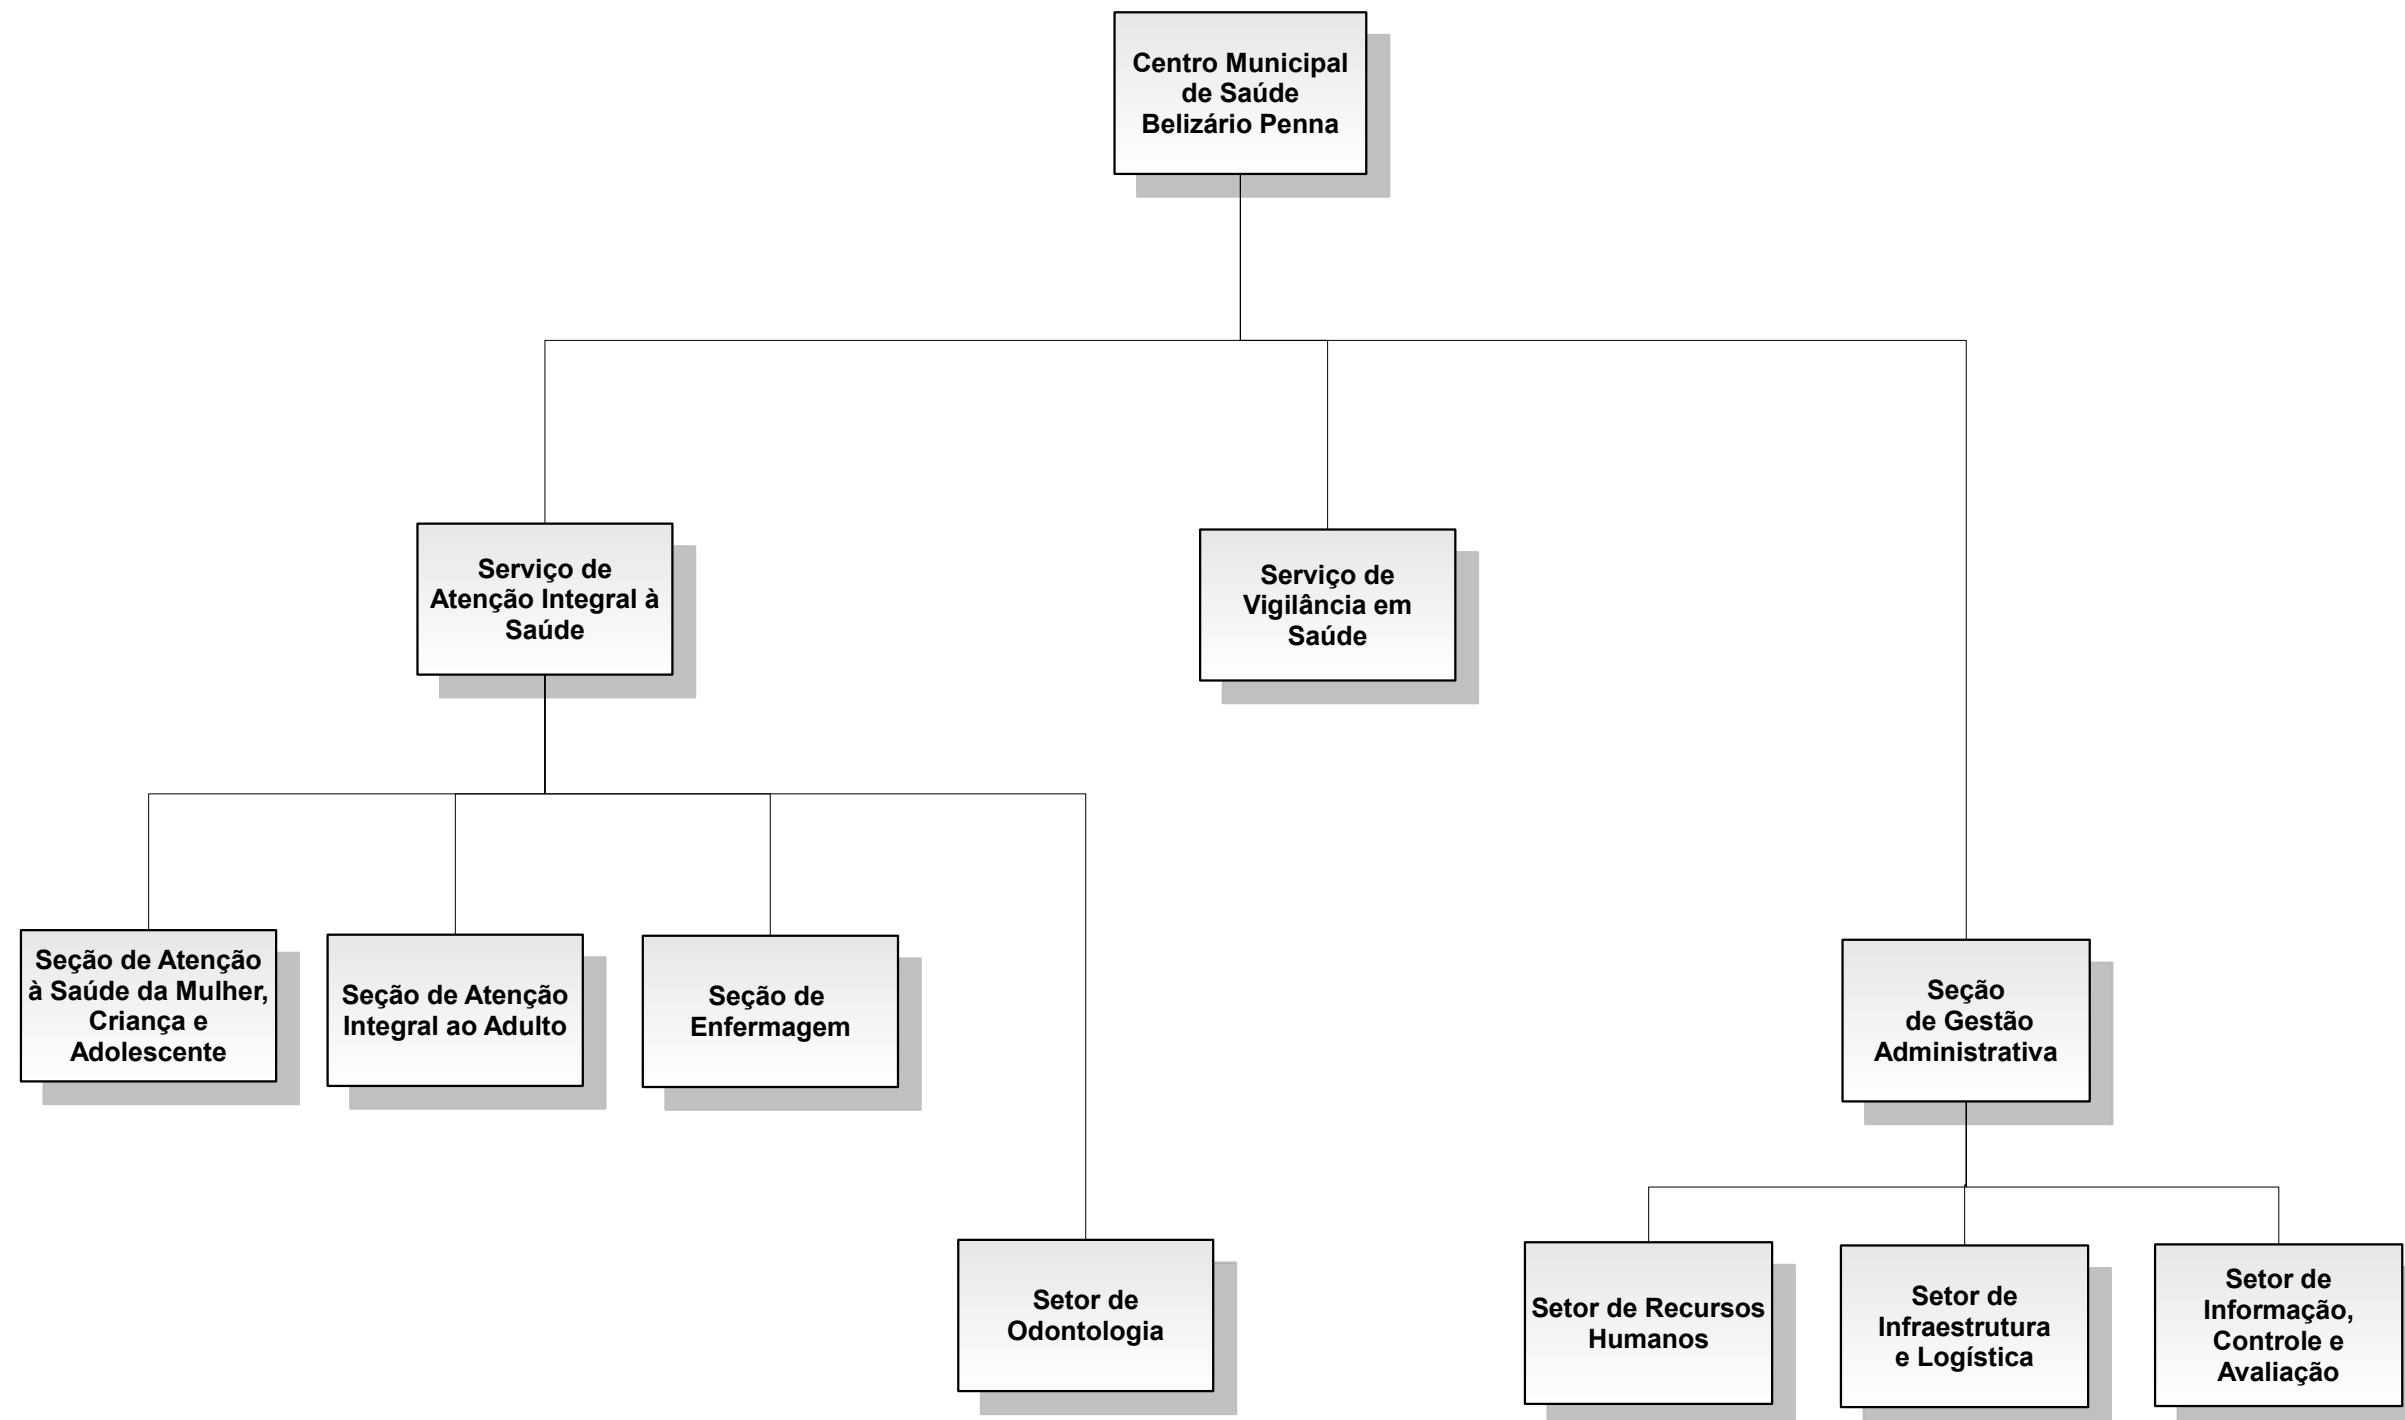 Centro Municipal
de Saúde
Belizário Penna
Serviço de
Atenção Integral à
Saúde
Serviço de
Vigilância em
Saúde
Seção de Atenção
à Saúde da Mulher,
Criança e
Adolescente
Seção de Atenção
Integral ao Adulto
Seção de
Enfermagem
Seção
de Gestão
Administrativa
Setor de
Odontologia
Setor de Recursos
Humanos
Setor de
Infraestrutura
e Logística
Setor de
Informação,
Controle e
Avaliação